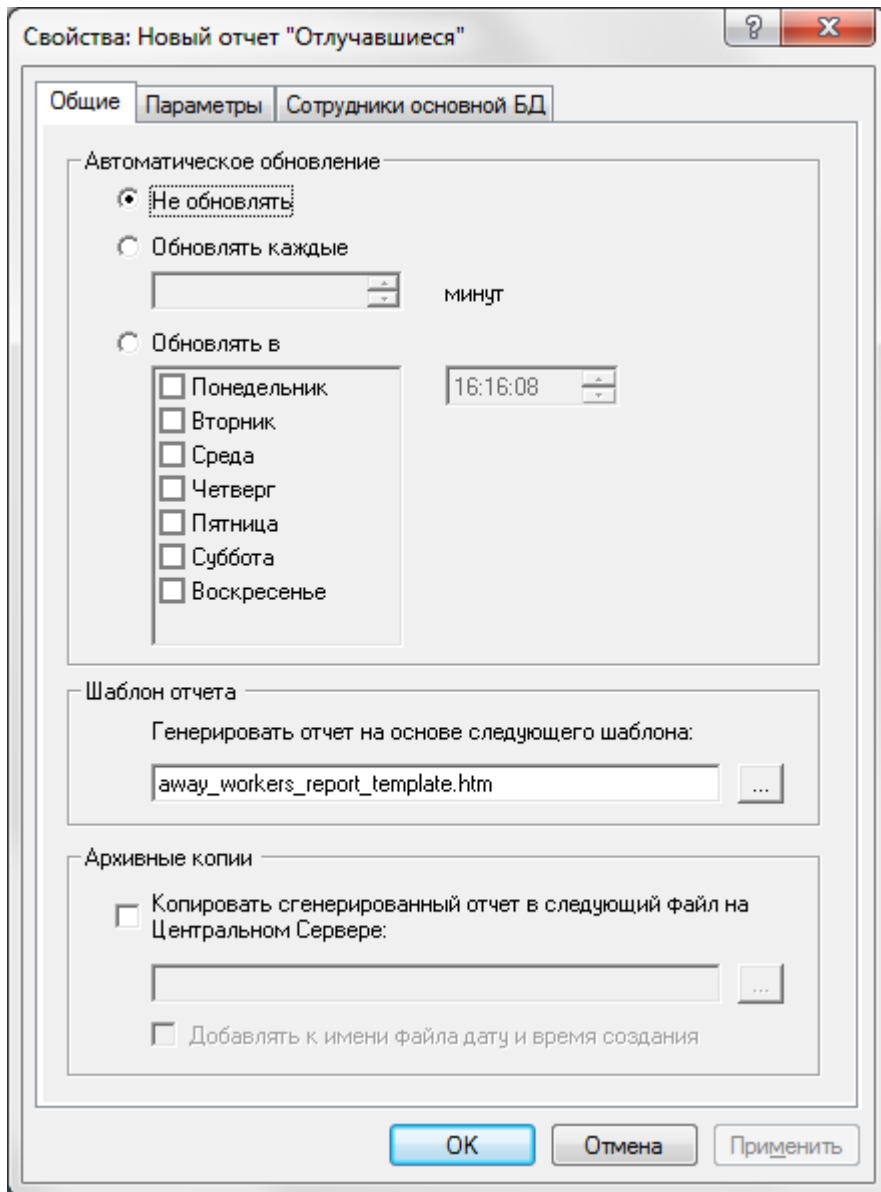 Свойства: Новый отчет "Отлучавшиеся"
Общие Параметры Сотрудники основной БД
Автоматическое обновление
Не обновлять
Обновлять каждые
минут
Обновлять в
Понедельник 16:16:08
Вторник
Среда
Четверг
Пятница
Суббота
Воскресенье
Шаблон отчета
Генерировать отчет на основе следующего шаблона:
away_workers_report_template.htm ...
Архивные копии
Копировать сгенерированный отчет в следующий файл на
Центральном Сервере:
...
Добавлять к имени файла дату и время создания
OK Отмена Применить